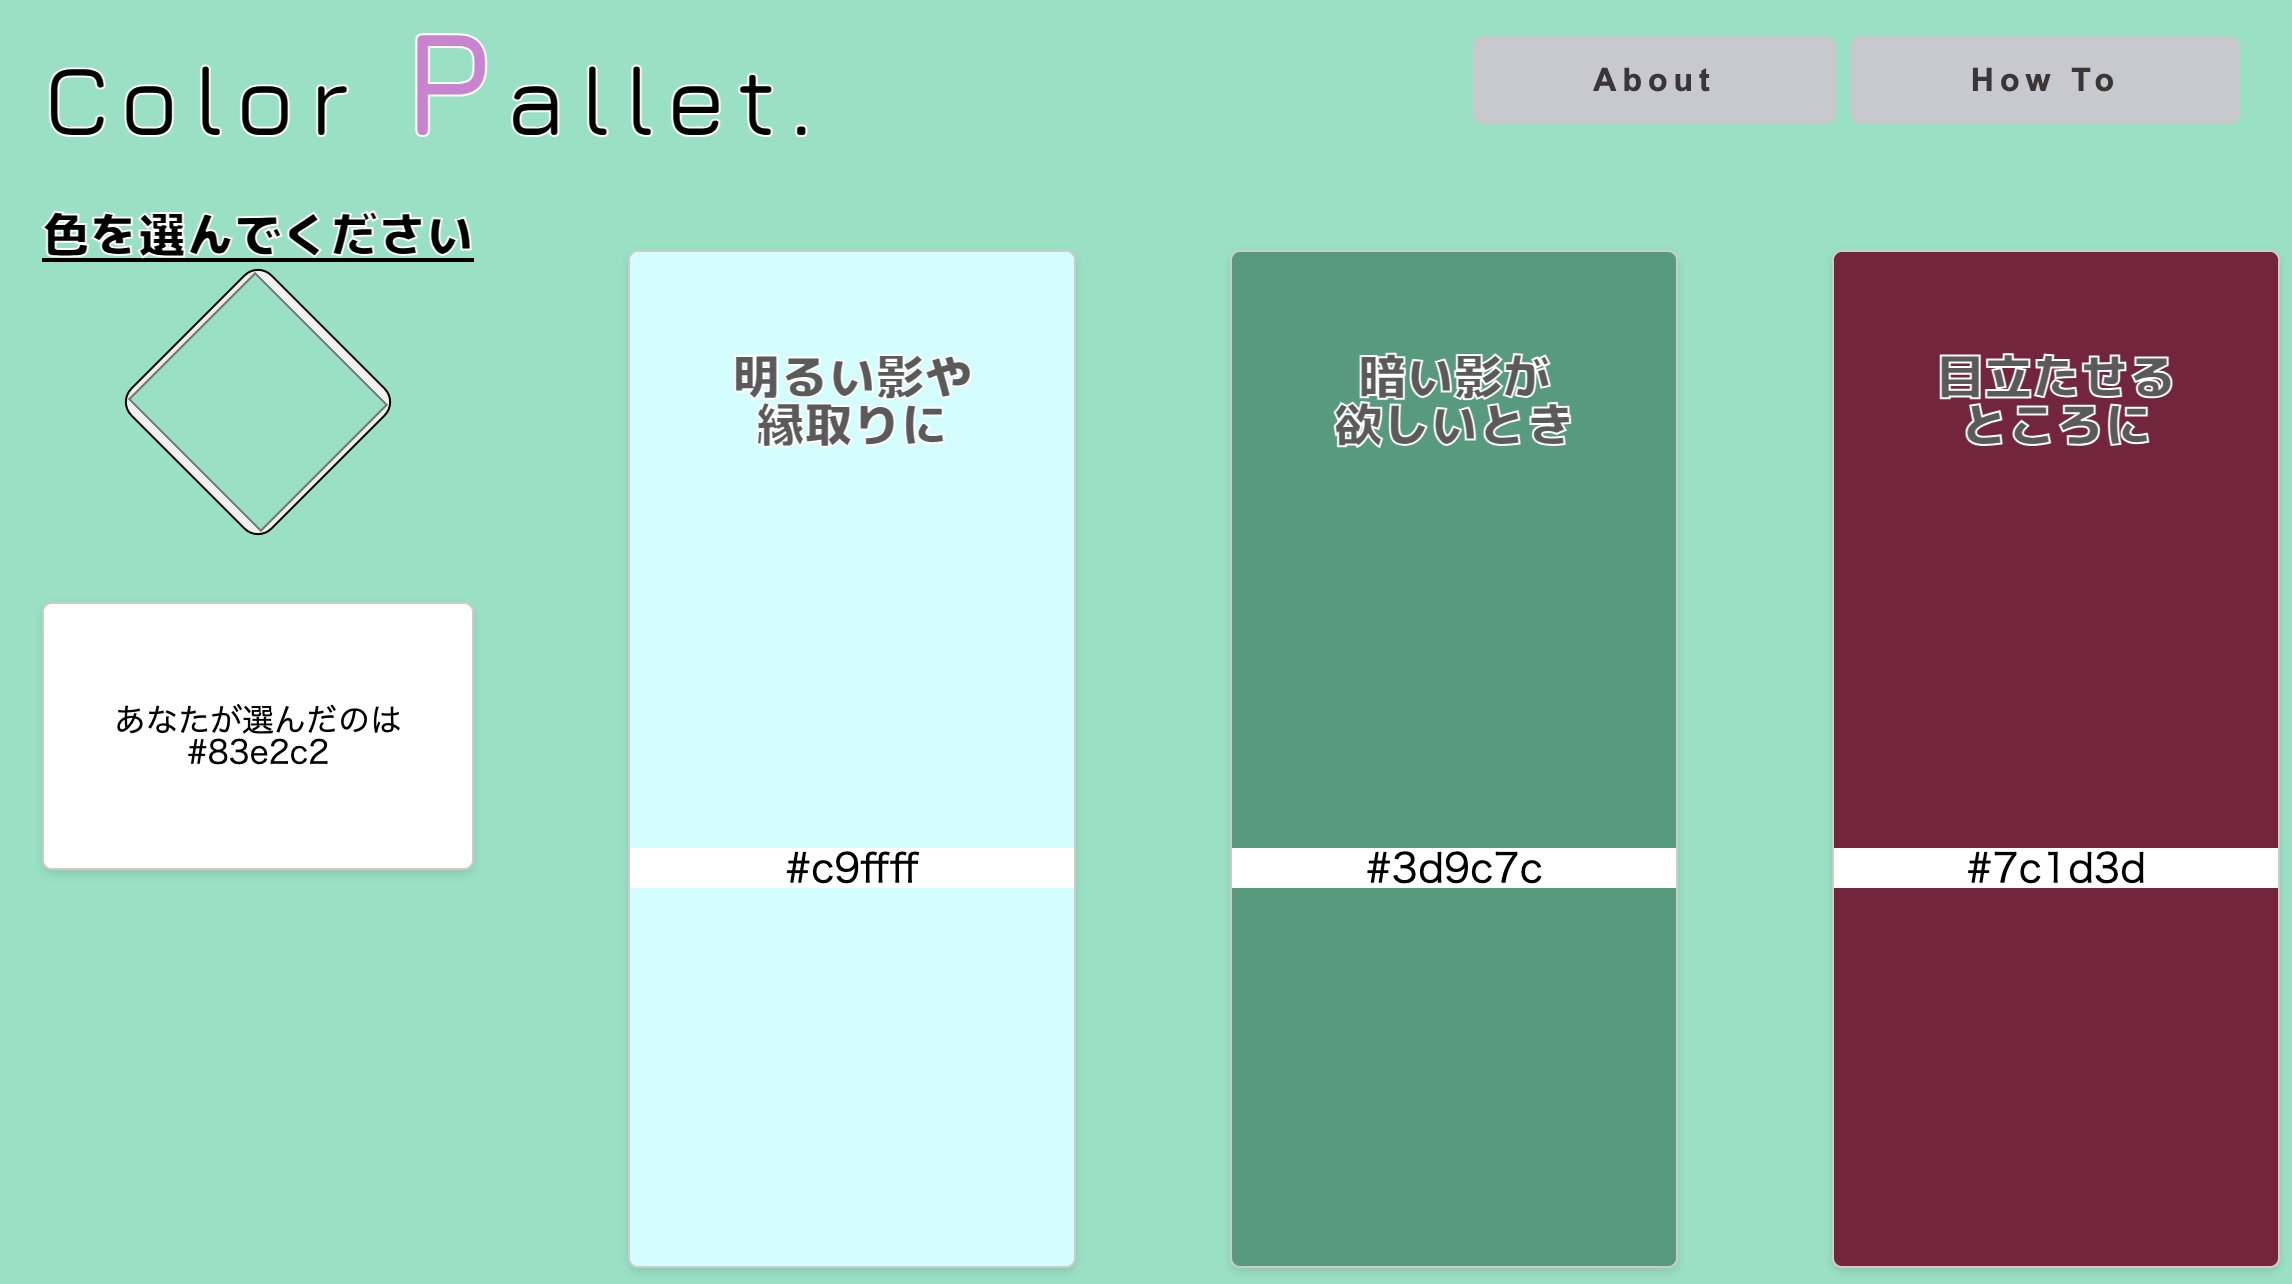 Color Pallet.
About
How To
色を選んでください
あなたが選んだのは
#83e2c2
明るい影や
縁取りに
#c9ffff
暗い影が
欲しいとき
#3d9c7c
目立たせる
ところに
#7c1d3d